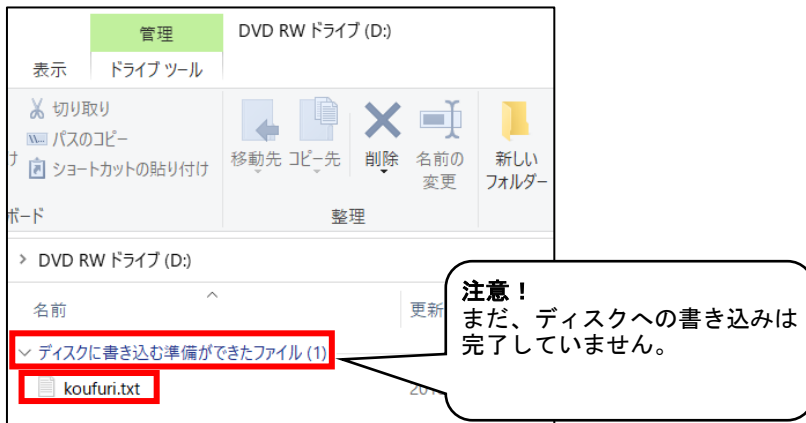 管理
DVD RW ドライブ (D:)
表示
ドライブ ツール
切り取り
パスのコピー
ショートカットの貼り付け
移動先
コピー先
削除
名前の
変更
新しい
フォルダー
ボード
整理
> DVD RW ドライブ (D:)
名前
更新
ディスクに書き込む準備ができたファイル (1)
koufuri.txt
注意！
まだ、ディスクへの書き込みは
完了していません。